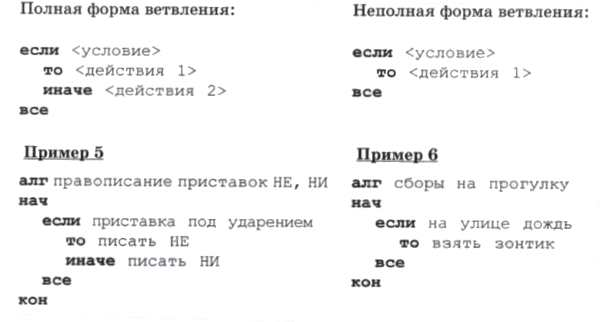 Полная форма ветвления:
если <условие>
то <действия 1>
иначе <действия 2>
все
Пример 5
алг правописание приставок НЕ, НИ
нач
если приставка под ударением
то писать НЕ
иначе писать НИ
все
кон
Неполная форма ветвления:
если <условие>
то <действия 1>
все
Пример 6
алг сборы на прогулку
нач
если на улице дождь
то взять зонтик
все
кон